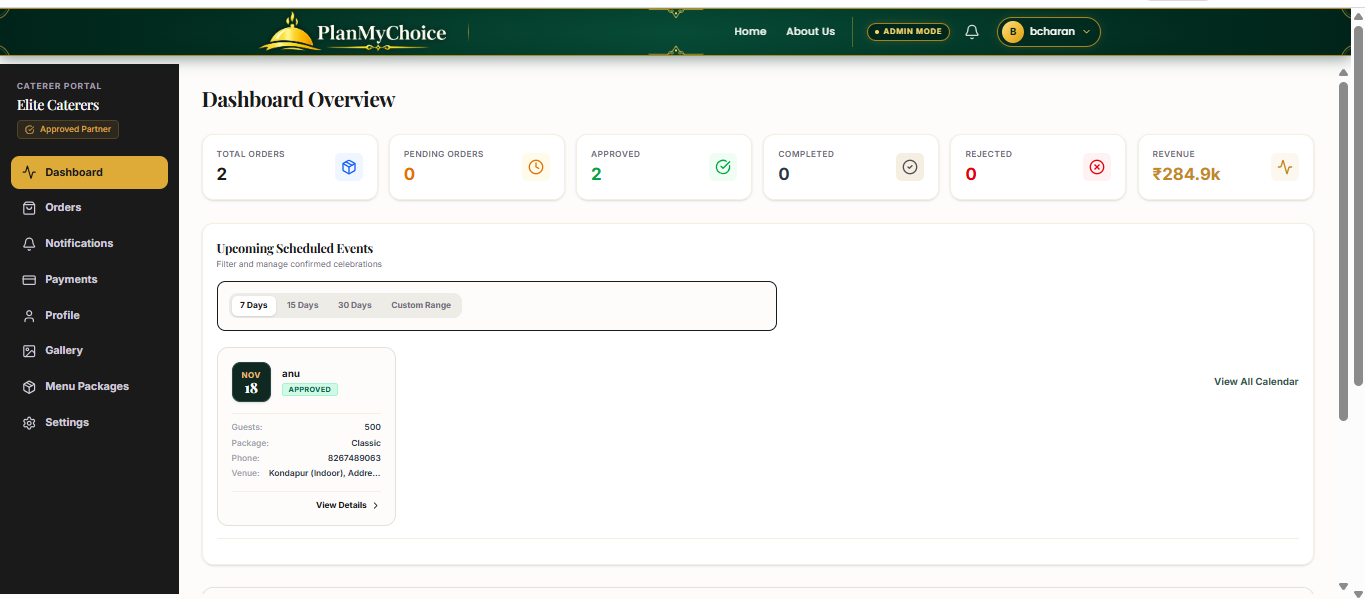 PlanMyChoice
Home About Us ADMIN MODE B bcharan
CATERER PORTAL
Elite Caterers
Approved Partner
Dashboard
Orders
Notifications
Payments
Profile
Gallery
Menu Packages
Settings
Dashboard Overview
TOTAL ORDERS
2
PENDING ORDERS
0
APPROVED
2
COMPLETED
0
REJECTED
0
REVENUE
₹284.9k
Upcoming Scheduled Events
Filter and manage confirmed celebrations
7 Days 15 Days 30 Days Custom Range
NOV
18
anu
APPROVED
Guests: 500
Package: Classic
Phone: 8267489063
Venue: Kondapur (Indoor), Addre...
View Details
View All Calendar